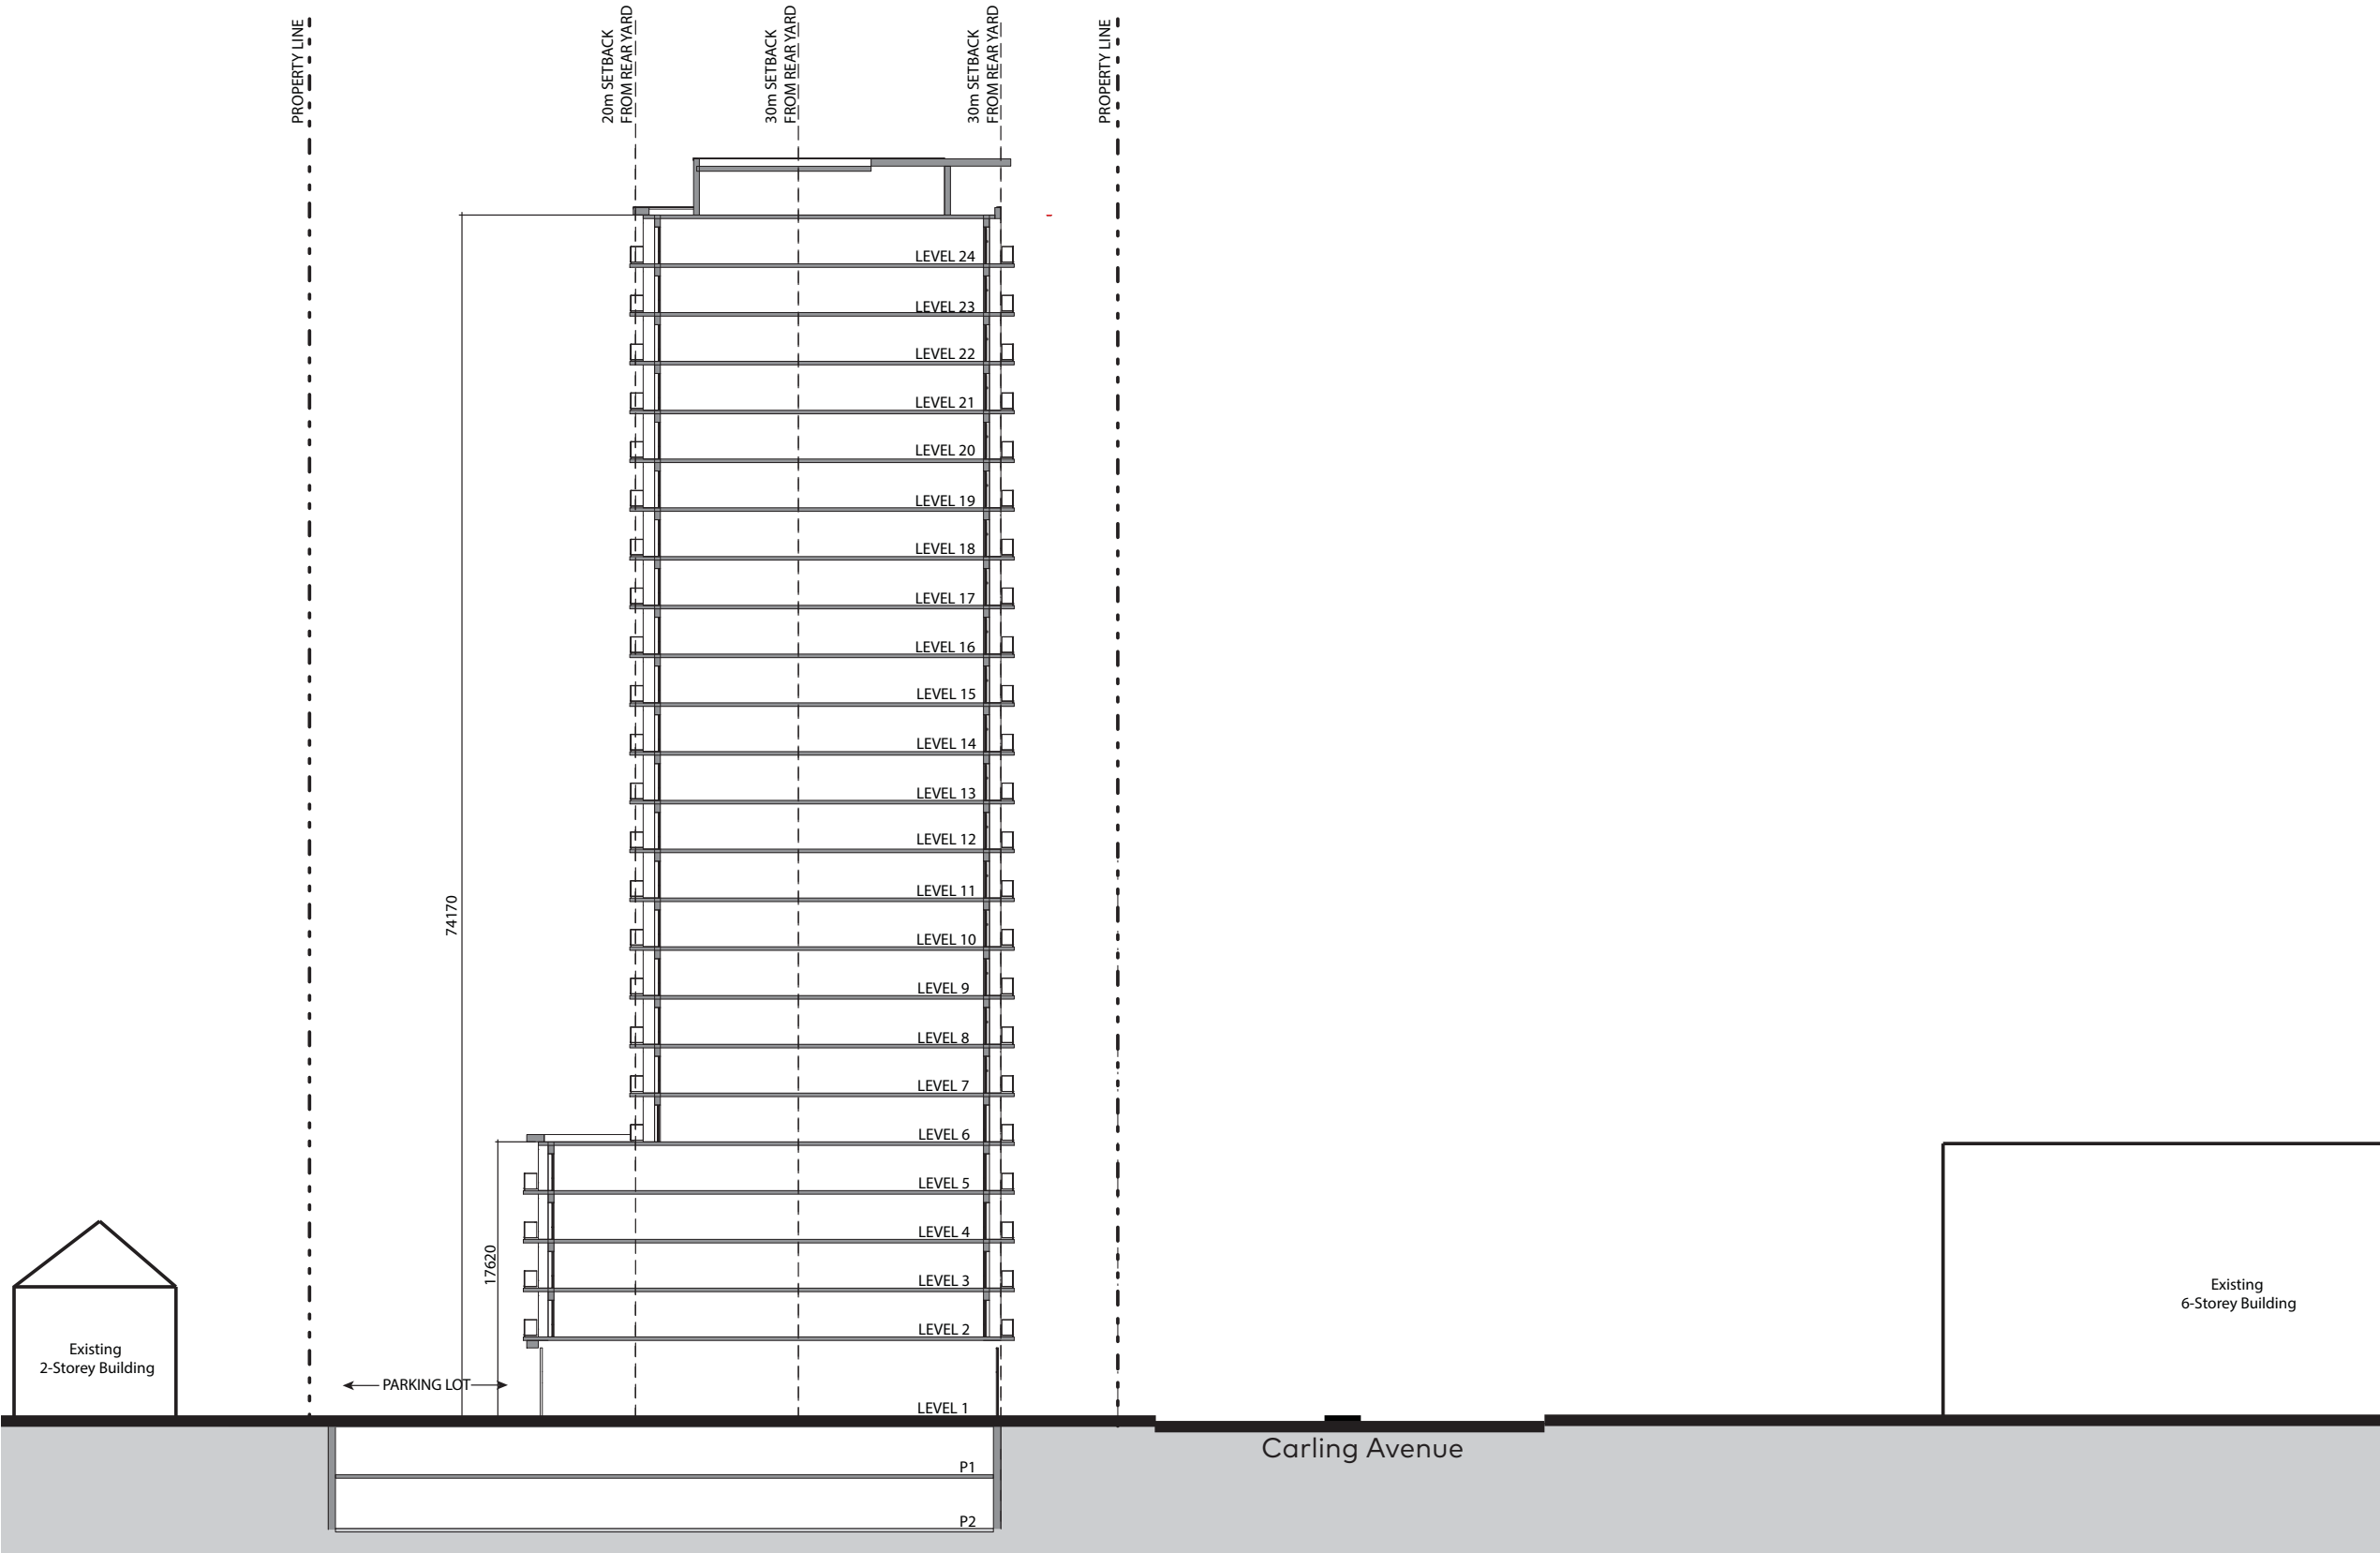 PROPERTY LINE
20m SETBACK
FROM REAR YARD
30m SETBACK
FROM REAR YARD
30m SETBACK
FROM REAR YARD
PROPERTY LINE
LEVEL 24
LEVEL 23
LEVEL 22
LEVEL 21
LEVEL 20
LEVEL 19
LEVEL 18
LEVEL 17
LEVEL 16
LEVEL 15
LEVEL 14
LEVEL 13
LEVEL 12
LEVEL 11
74170
LEVEL 10
LEVEL 9
LEVEL 8
LEVEL 7
LEVEL 6
LEVEL 5
LEVEL 4
17620
LEVEL 3
LEVEL 2
Existing
6-Storey Building
Existing
2-Storey Building
PARKING LOT
LEVEL 1
Carling Avenue
P1
P2